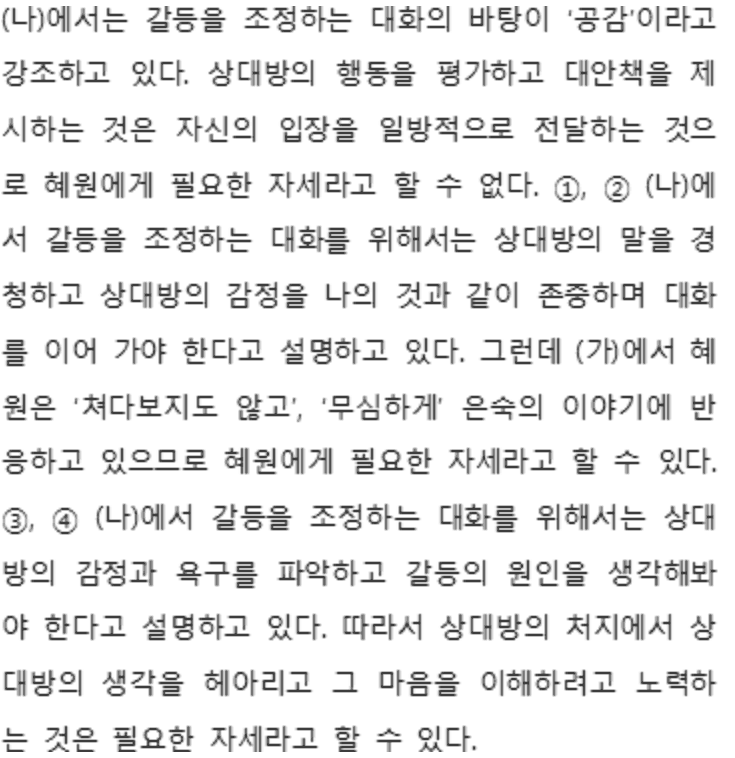 (나)에서는 갈등을 조정하는 대화의 바탕이 ‘공감’이라고
강조하고 있다. 상대방의 행동을 평가하고 대안책을 제
시하는 것은 자신의 입장을 일방적으로 전달하는 것으
로 혜원에게 필요한 자세라고 할 수 없다. ①, ② (나)에
서 갈등을 조정하는 대화를 위해서는 상대방의 말을 경
청하고 상대방의 감정을 나의 것과 같이 존중하며 대화
를 이어 가야 한다고 설명하고 있다. 그런데 (가)에서 혜
원은 ‘쳐다보지도 않고’, ‘무심하게’ 은숙의 이야기에 반
응하고 있으므로 혜원에게 필요한 자세라고 할 수 있다.
③, ④ (나)에서 갈등을 조정하는 대화를 위해서는 상대
방의 감정과 욕구를 파악하고 갈등의 원인을 생각해봐
야 한다고 설명하고 있다. 따라서 상대방의 처지에서 상
대방의 생각을 헤아리고 그 마음을 이해하려고 노력하
는 것은 필요한 자세라고 할 수 있다.